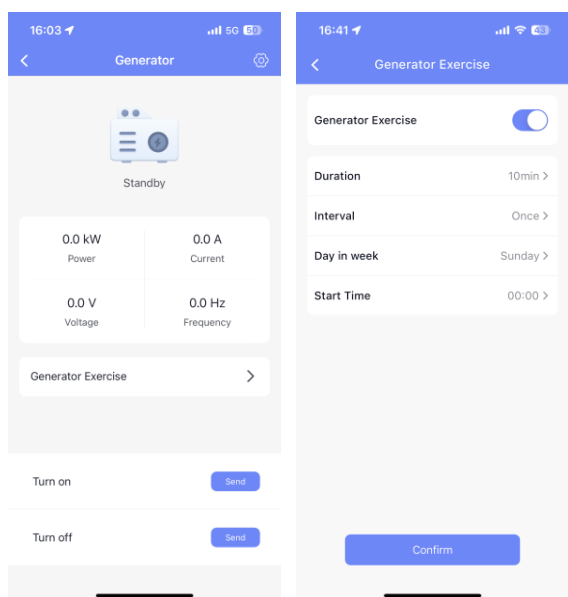 16:03 5G 50
Generator
Standby
0.0 kW 0.0 A
Power Current
0.0 V 0.0 Hz
Voltage Frequency
Generator Exercise
Turn on Send
Turn off Send
16:41 43
Generator Exercise
Generator Exercise
Duration 10min >
Interval Once >
Day in week Sunday >
Start Time 00:00 >
Confirm